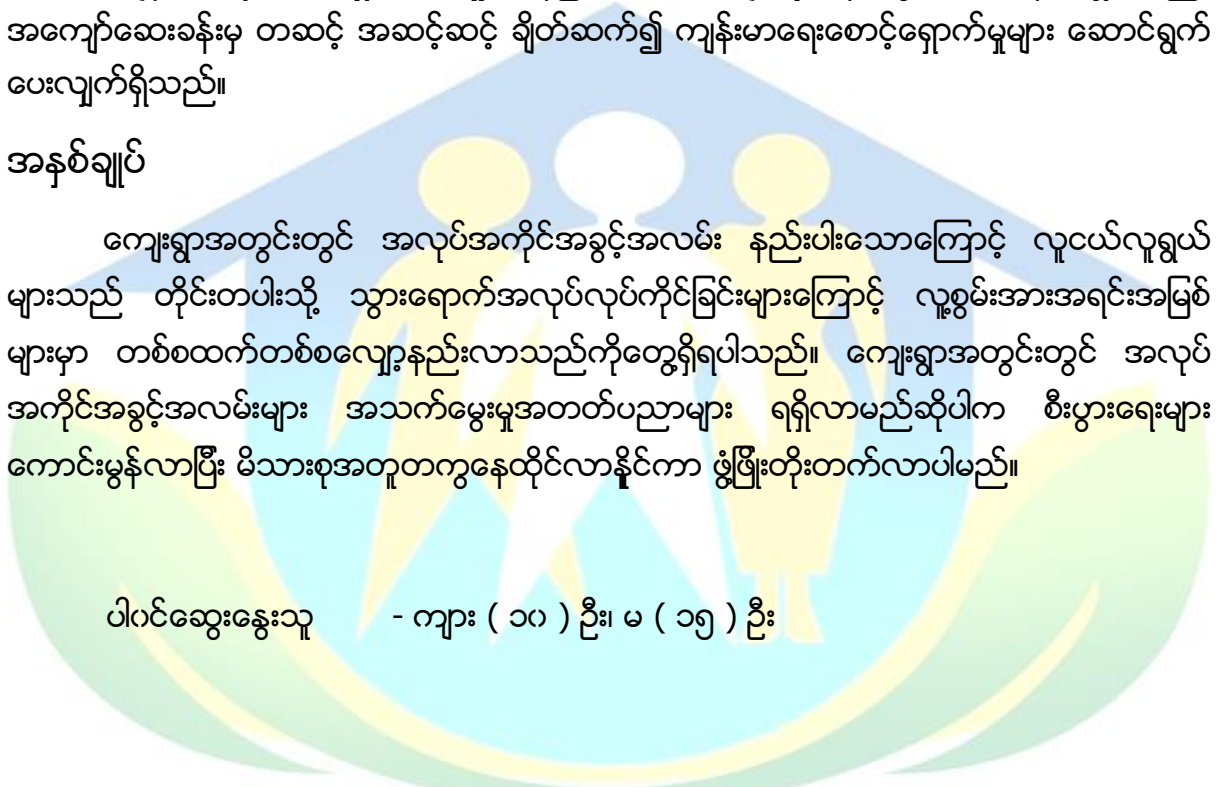 အကျော်ဆေးခန်းမှ တဆင့် အဆင့်ဆင့် ချိတ်ဆက်၍ ကျန်းမာရေးစောင့်ရှောက်မှုများ ဆောင်ရွက်
ပေးလျက်ရှိသည်။
အနှစ်ချုပ်
ကျေးရွာအတွင်းတွင် အလုပ်အကိုင်အခွင့်အလမ်း နည်းပါးသောကြောင့် လူငယ်လူရွယ်
များသည် တိုင်းတပါးသို့ သွားရောက်အလုပ်လုပ်ကိုင်ခြင်းများကြောင့် လူ့စွမ်းအားအရင်းအမြစ်
များမှာ တစ်စထက်တစ်စလျော့နည်းလာသည်ကိုတွေ့ရှိရပါသည်။ ကျေးရွာအတွင်းတွင် အလုပ်
အကိုင်အခွင့်အလမ်းများ အသက်မွေးမှုအတတ်ပညာများ ရရှိလာမည်ဆိုပါက စီးပွားရေးများ
ကောင်းမွန်လာပြီး မိသားစုအတူတကွနေထိုင်လာနိုင်ကာ ဖွံ့ဖြိုးတိုးတက်လာပါမည်။
ပါဝင်ဆွေးနွေးသူ - ကျား ( ၁၀ ) ဦး၊ မ ( ၁၅ ) ဦး